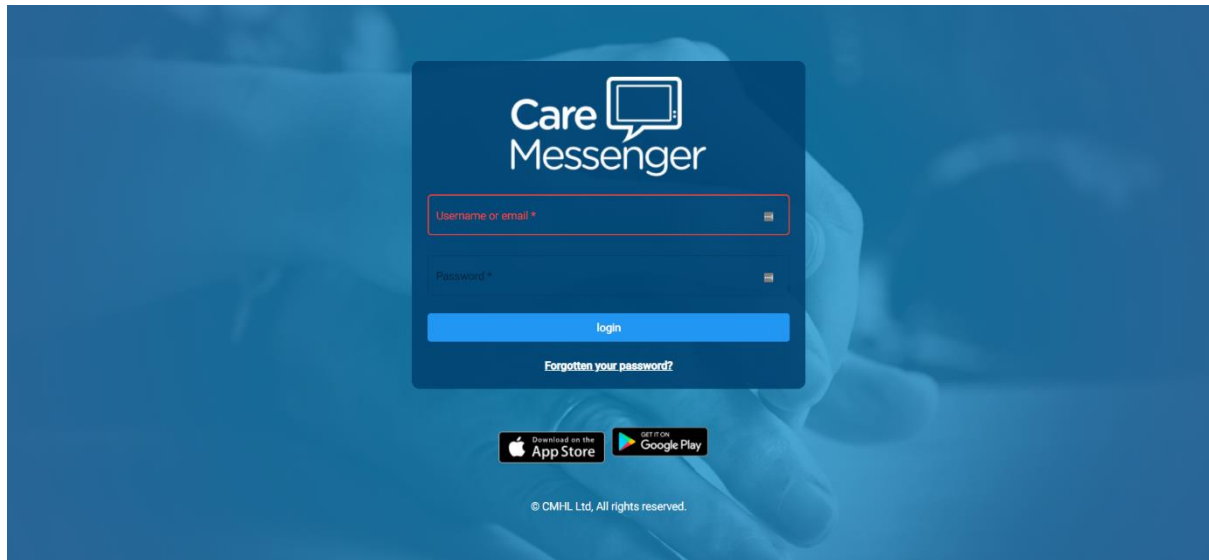 Care
Messenger
Username or email *
Password *
login
Forgotten your password?
Download on the
App Store
GET IT ON
Google Play
© CMHL Ltd, All rights reserved.